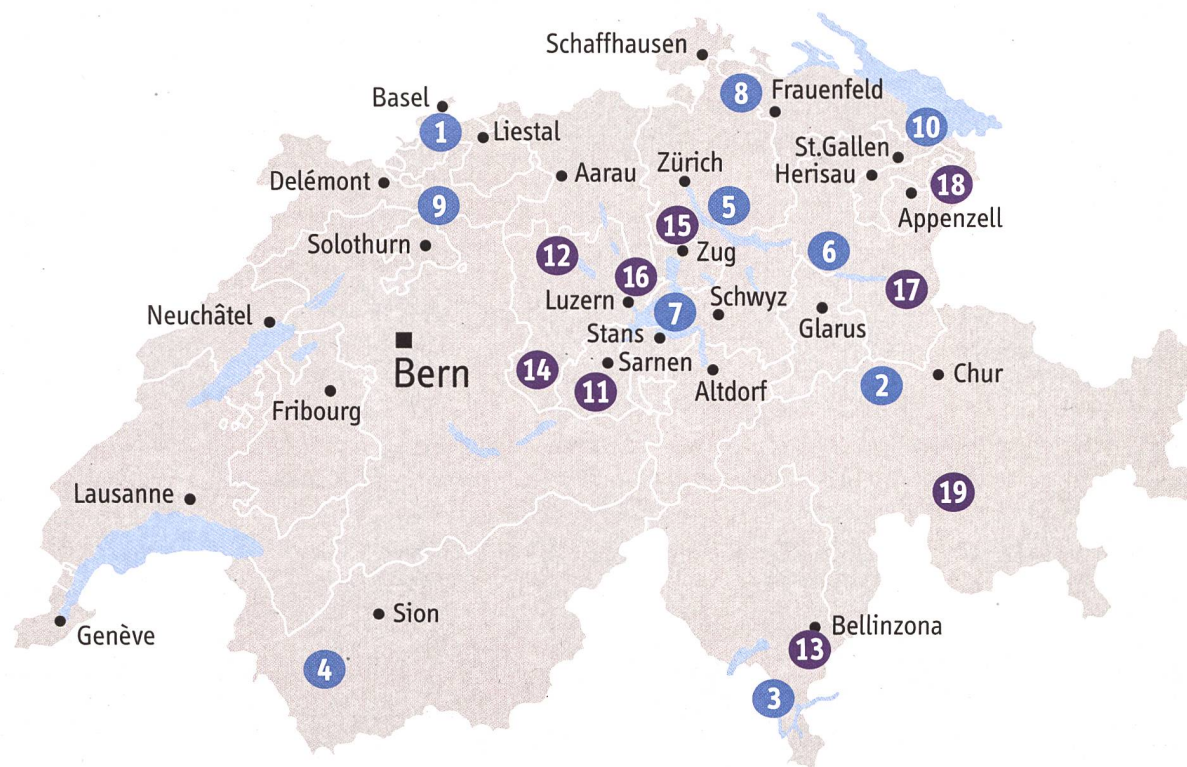 Schaffhausen
8
Frauenfeld
Basel
1
Liestal
10
St.Gallen
Herisau
18
Appenzell
Delémont
Aarau
Zürich
9
5
15
Solothurn
12
Zug
6
16
Luzern
7
Schwyz
17
Glarus
Neuchâtel
Stans
Bern
14
Sarnen
11
Altdorf
2
Chur
Fribourg
Lausanne
19
Sion
Genève
4
Bellinzona
13
3